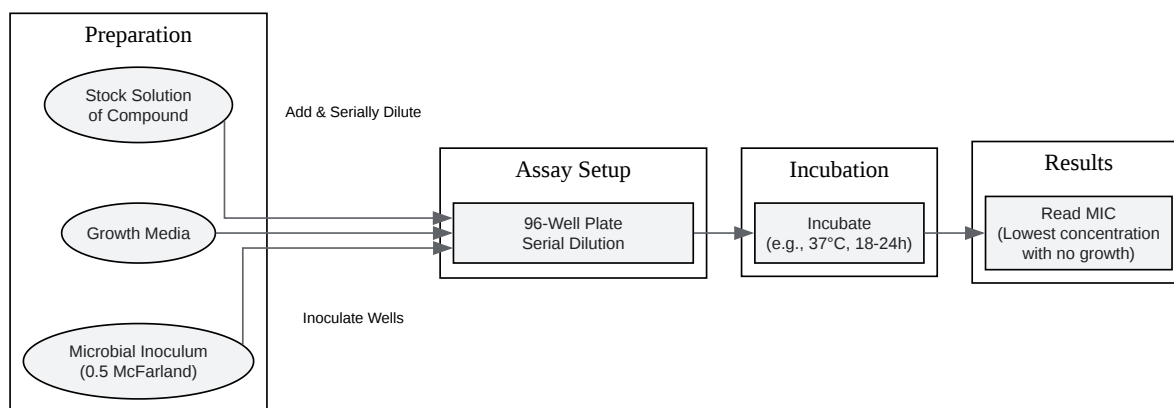 Preparation
Stock Solution
of Compound
Growth Media
Microbial Inoculum
(0.5 McFarland)
Add & Serially Dilute
Inoculate Wells
Assay Setup
96-Well Plate
Serial Dilution
Incubation
Incubate
(e.g., 37°C, 18-24h)
Results
Read MIC
(Lowest concentration
with no growth)